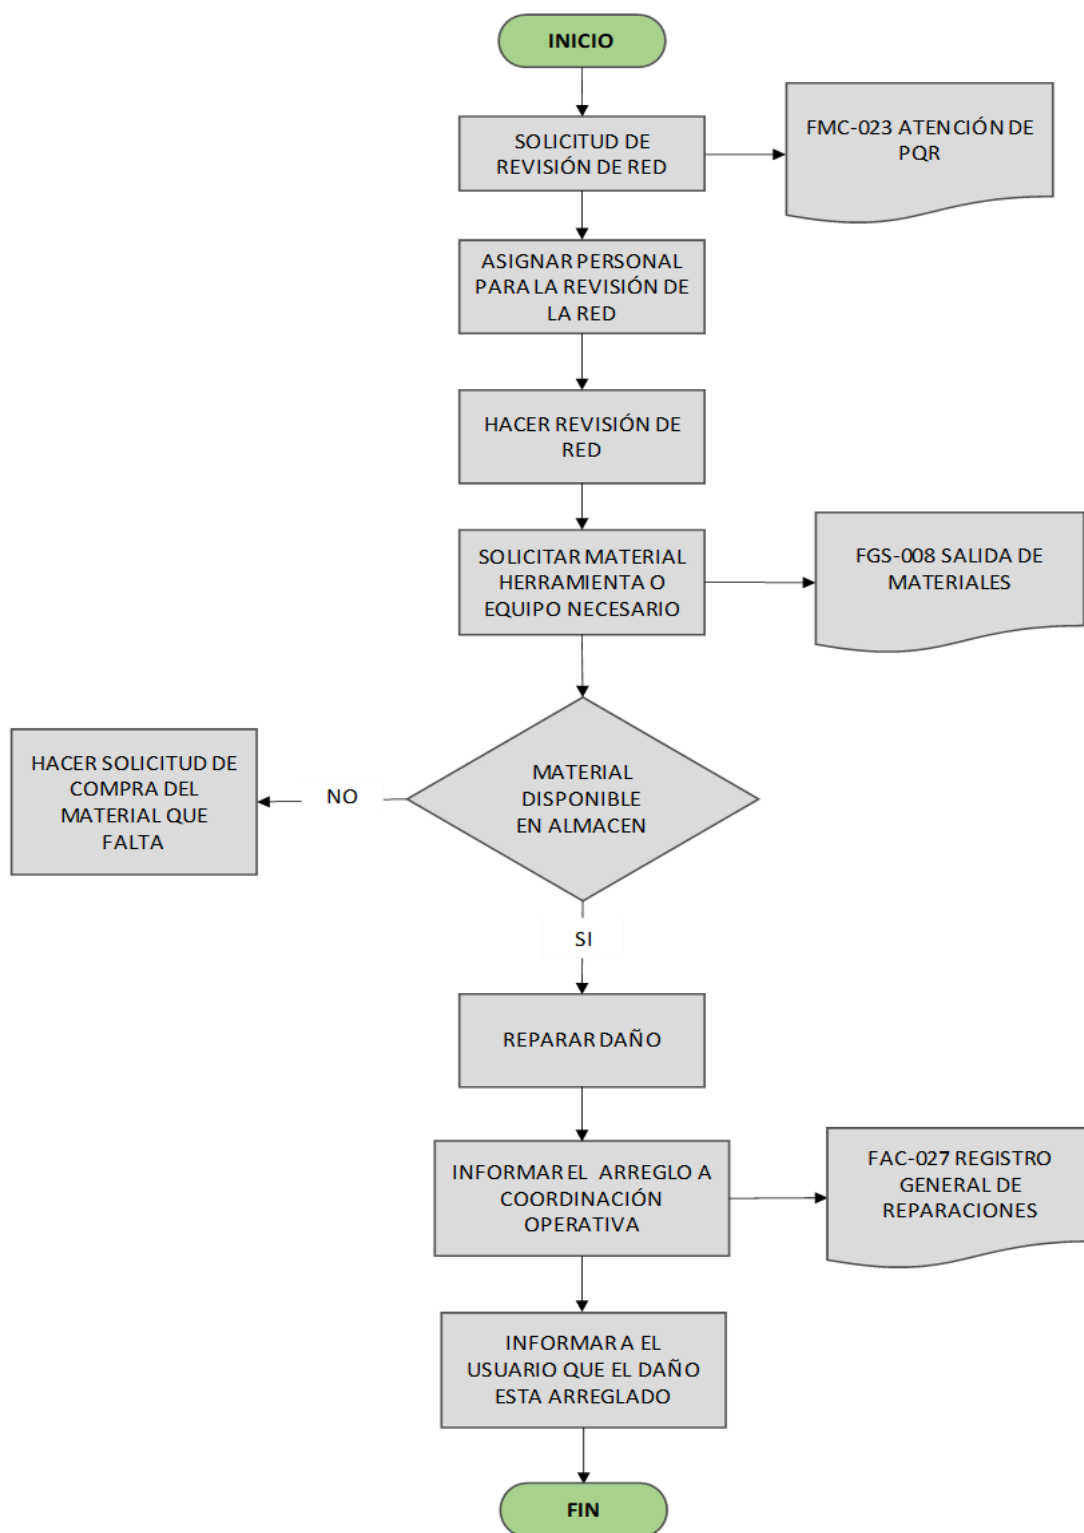 INICIO
SOLICITUD DE
REVISIÓN DE RED
FMC-023 ATENCIÓN DE
PQR
ASIGNAR PERSONAL
PARA LA REVISIÓN DE
LA RED
HACER REVISIÓN DE
RED
SOLICITAR MATERIAL
HERRAMIENTA O
EQUIPO NECESARIO
FGS-008 SALIDA DE
MATERIALES
MATERIAL
DISPONIBLE
EN ALMACEN
NO
HACER SOLICITUD DE
COMPRA DEL
MATERIAL QUE
FALTA
SI
REPARAR DAÑO
INFORMAR EL ARREGLO A
COORDINACIÓN
OPERATIVA
FAC-027 REGISTRO
GENERAL DE
REPARACIONES
INFORMAR A EL
USUARIO QUE EL DAÑO
ESTA ARREGLADO
FIN